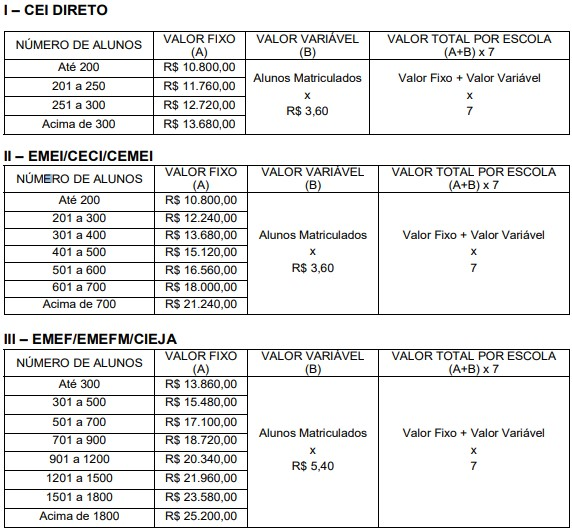 I – CEI DIRETO
NÚMERO DE ALUNOS VALOR FIXO (A) VALOR VARIÁVEL (B) VALOR TOTAL POR ESCOLA (A+B) x 7
Até 200 R$ 10.800,00
201 a 250 R$ 11.760,00
251 a 300 R$ 12.720,00
Acima de 300 R$ 13.680,00
Alunos Matriculados
x
R$ 3,60
Valor Fixo + Valor Variável
x
7
II – EMEI/CECI/CEMEI
NÚMERO DE ALUNOS VALOR FIXO (A) VALOR VARIÁVEL (B) VALOR TOTAL POR ESCOLA (A+B) x 7
Até 200 R$ 10.800,00
201 a 300 R$ 12.240,00
301 a 400 R$ 13.680,00
401 a 500 R$ 15.120,00
501 a 600 R$ 16.560,00
601 a 700 R$ 18.000,00
Acima de 700 R$ 21.240,00
Alunos Matriculados
x
R$ 3,60
Valor Fixo + Valor Variável
x
7
III – EMEF/EMEFM/CIEJA
NÚMERO DE ALUNOS VALOR FIXO (A) VALOR VARIÁVEL (B) VALOR TOTAL POR ESCOLA (A+B) x 7
Até 300 R$ 13.860,00
301 a 500 R$ 15.480,00
501 a 700 R$ 17.100,00
701 a 900 R$ 18.720,00
901 a 1200 R$ 20.340,00
1201 a 1500 R$ 21.960,00
1501 a 1800 R$ 23.580,00
Acima de 1800 R$ 25.200,00
Alunos Matriculados
x
R$ 5,40
Valor Fixo + Valor Variável
x
7